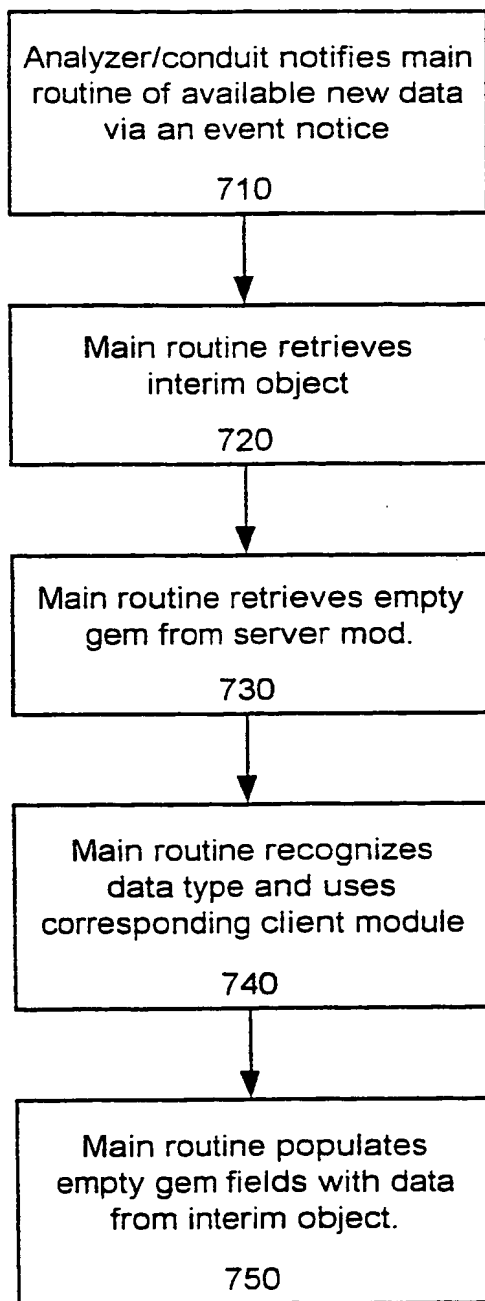 Analyzer/conduit notifies main
routine of available new data
via an event notice
710
Main routine retrieves
interim object
720
Main routine retrieves empty
gem from server mod.
730
Main routine recognizes
data type and uses
corresponding client module
740
Main routine populates
empty gem fields with data
from interim object.
750